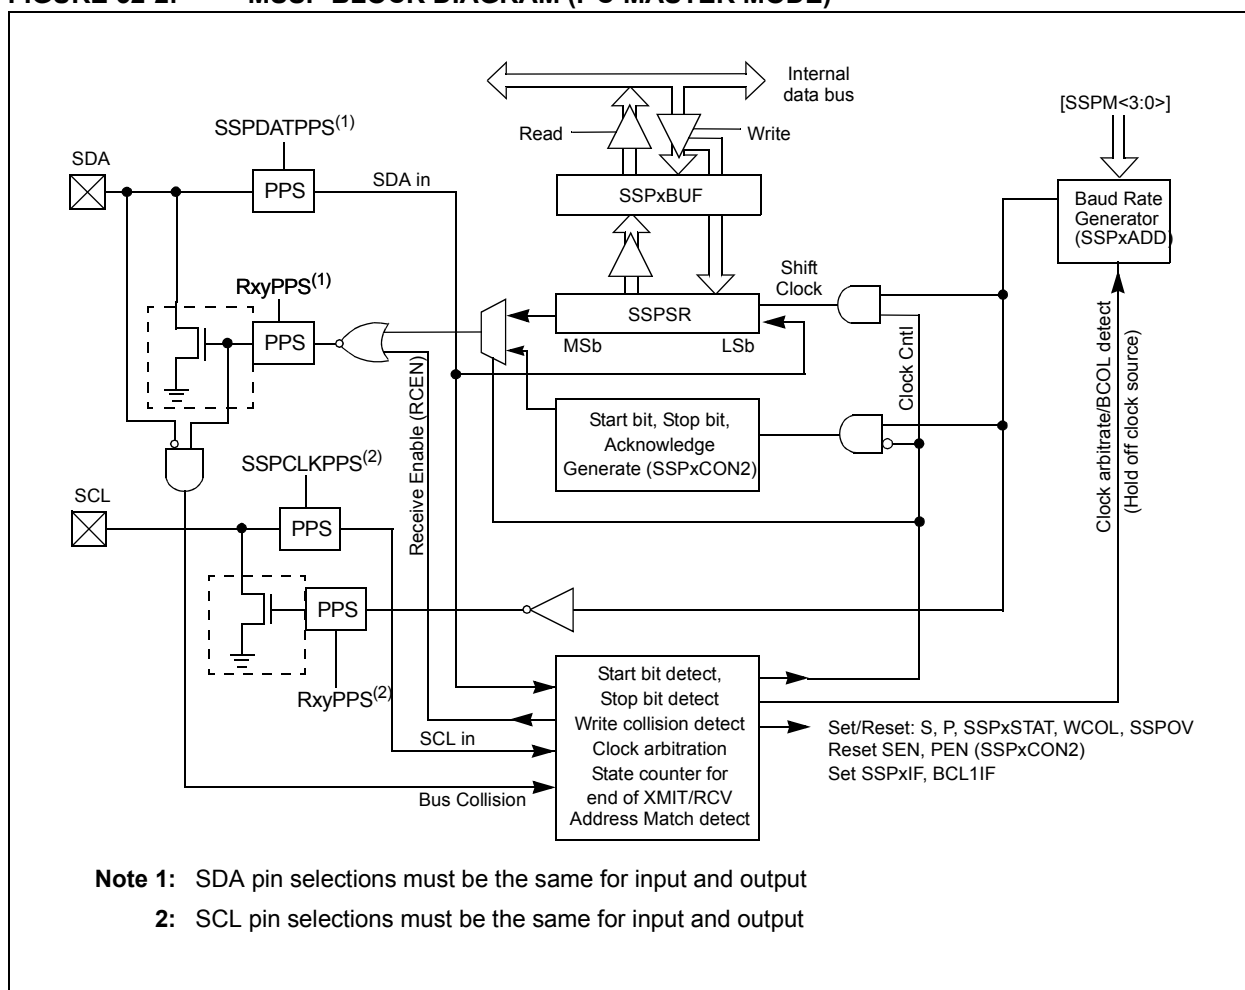 Internal
data bus
[SSPM<3:0>]
SSPDATPPS(1)
Read
Write
SDA
PPS
SDA in
SSPxBUF
Baud Rate
Generator
(SSPxADD)
RxyPPS(1)
Shift
Clock
PPS
SSPSR
MSb
LSb
Clock Cntl
Clock arbitrate/BCOL detect
(Hold off clock source)
Receive Enable (RCEN)
Start bit, Stop bit,
Acknowledge
Generate (SSPxCON2)
SSPCLKPPS(2)
SCL
PPS
PPS
RxyPPS(2)
Start bit detect,
Stop bit detect
Write collision detect
Clock arbitration
State counter for
end of XMIT/RCV
Address Match detect
SCL in
Bus Collision
Set/Reset: S, P, SSPxSTAT, WCOL, SSPOV
Reset SEN, PEN (SSPxCON2)
Set SSPxIF, BCL1IF
Note 1: SDA pin selections must be the same for input and output
2: SCL pin selections must be the same for input and output